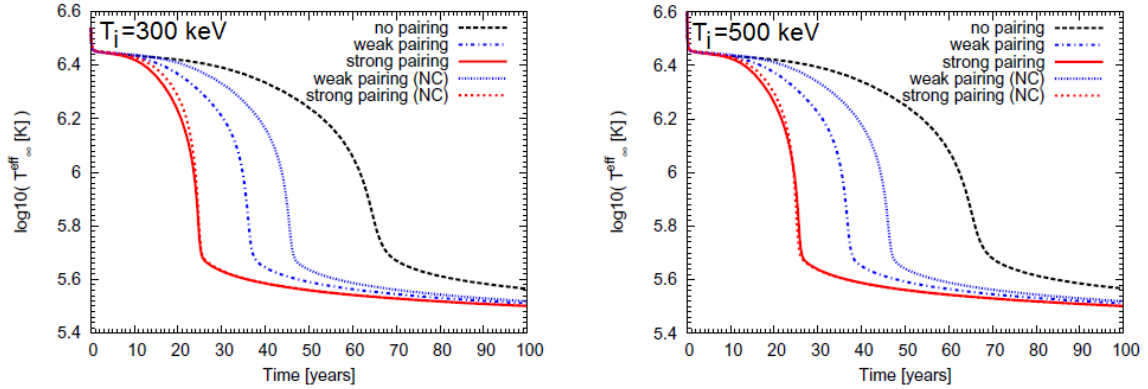 Tᵢ=300 keV
no pairing
weak pairing
strong pairing
weak pairing (NC)
strong pairing (NC)
log10( T^eff_∞ [K] )
6.6
6.4
6.2
6
5.8
5.6
5.4
0 10 20 30 40 50 60 70 80 90 100
Time [years]
Tᵢ=500 keV
no pairing
weak pairing
strong pairing
weak pairing (NC)
strong pairing (NC)
log10( T^eff_∞ [K] )
6.6
6.4
6.2
6
5.8
5.6
5.4
0 10 20 30 40 50 60 70 80 90 100
Time [years]